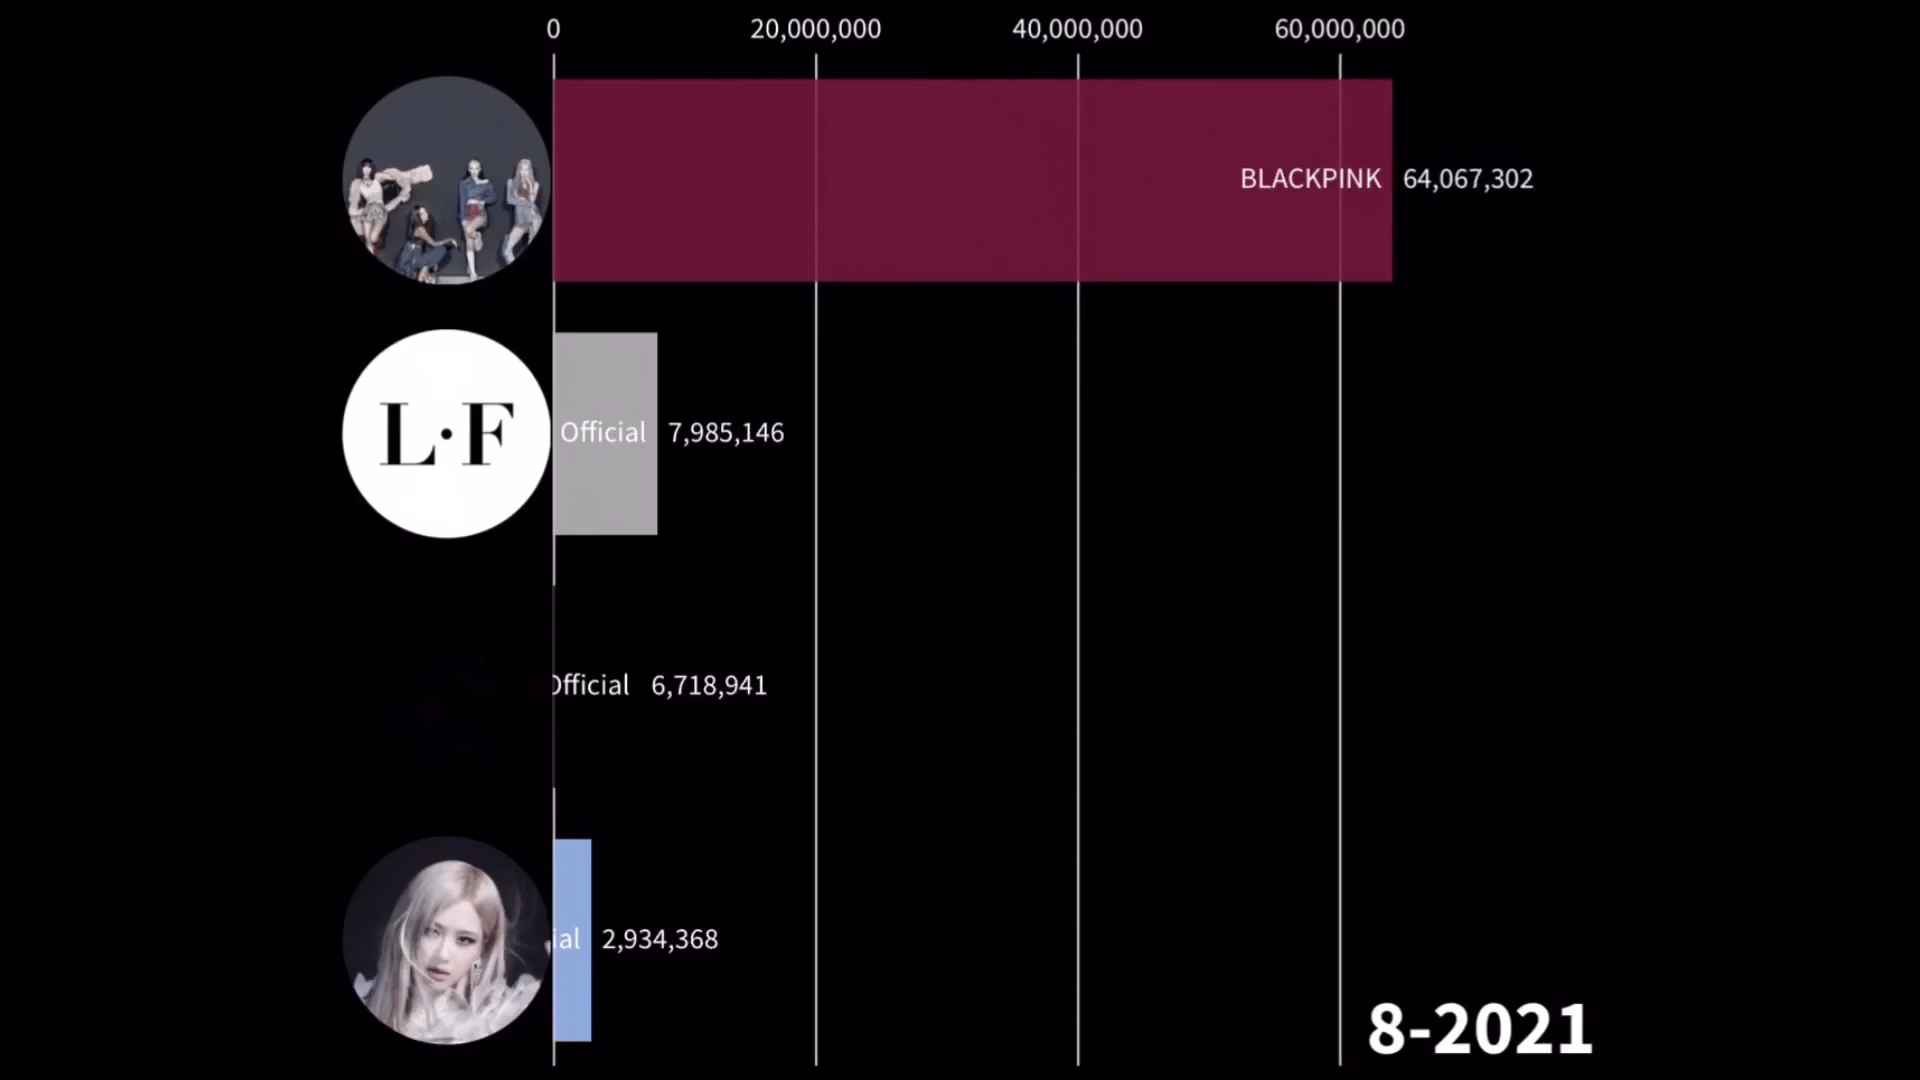 0 20,000,000 40,000,000 60,000,000
BLACKPINK 64,067,302
L·F Official 7,985,146
Official 6,718,941
ial 2,934,368
8-2021